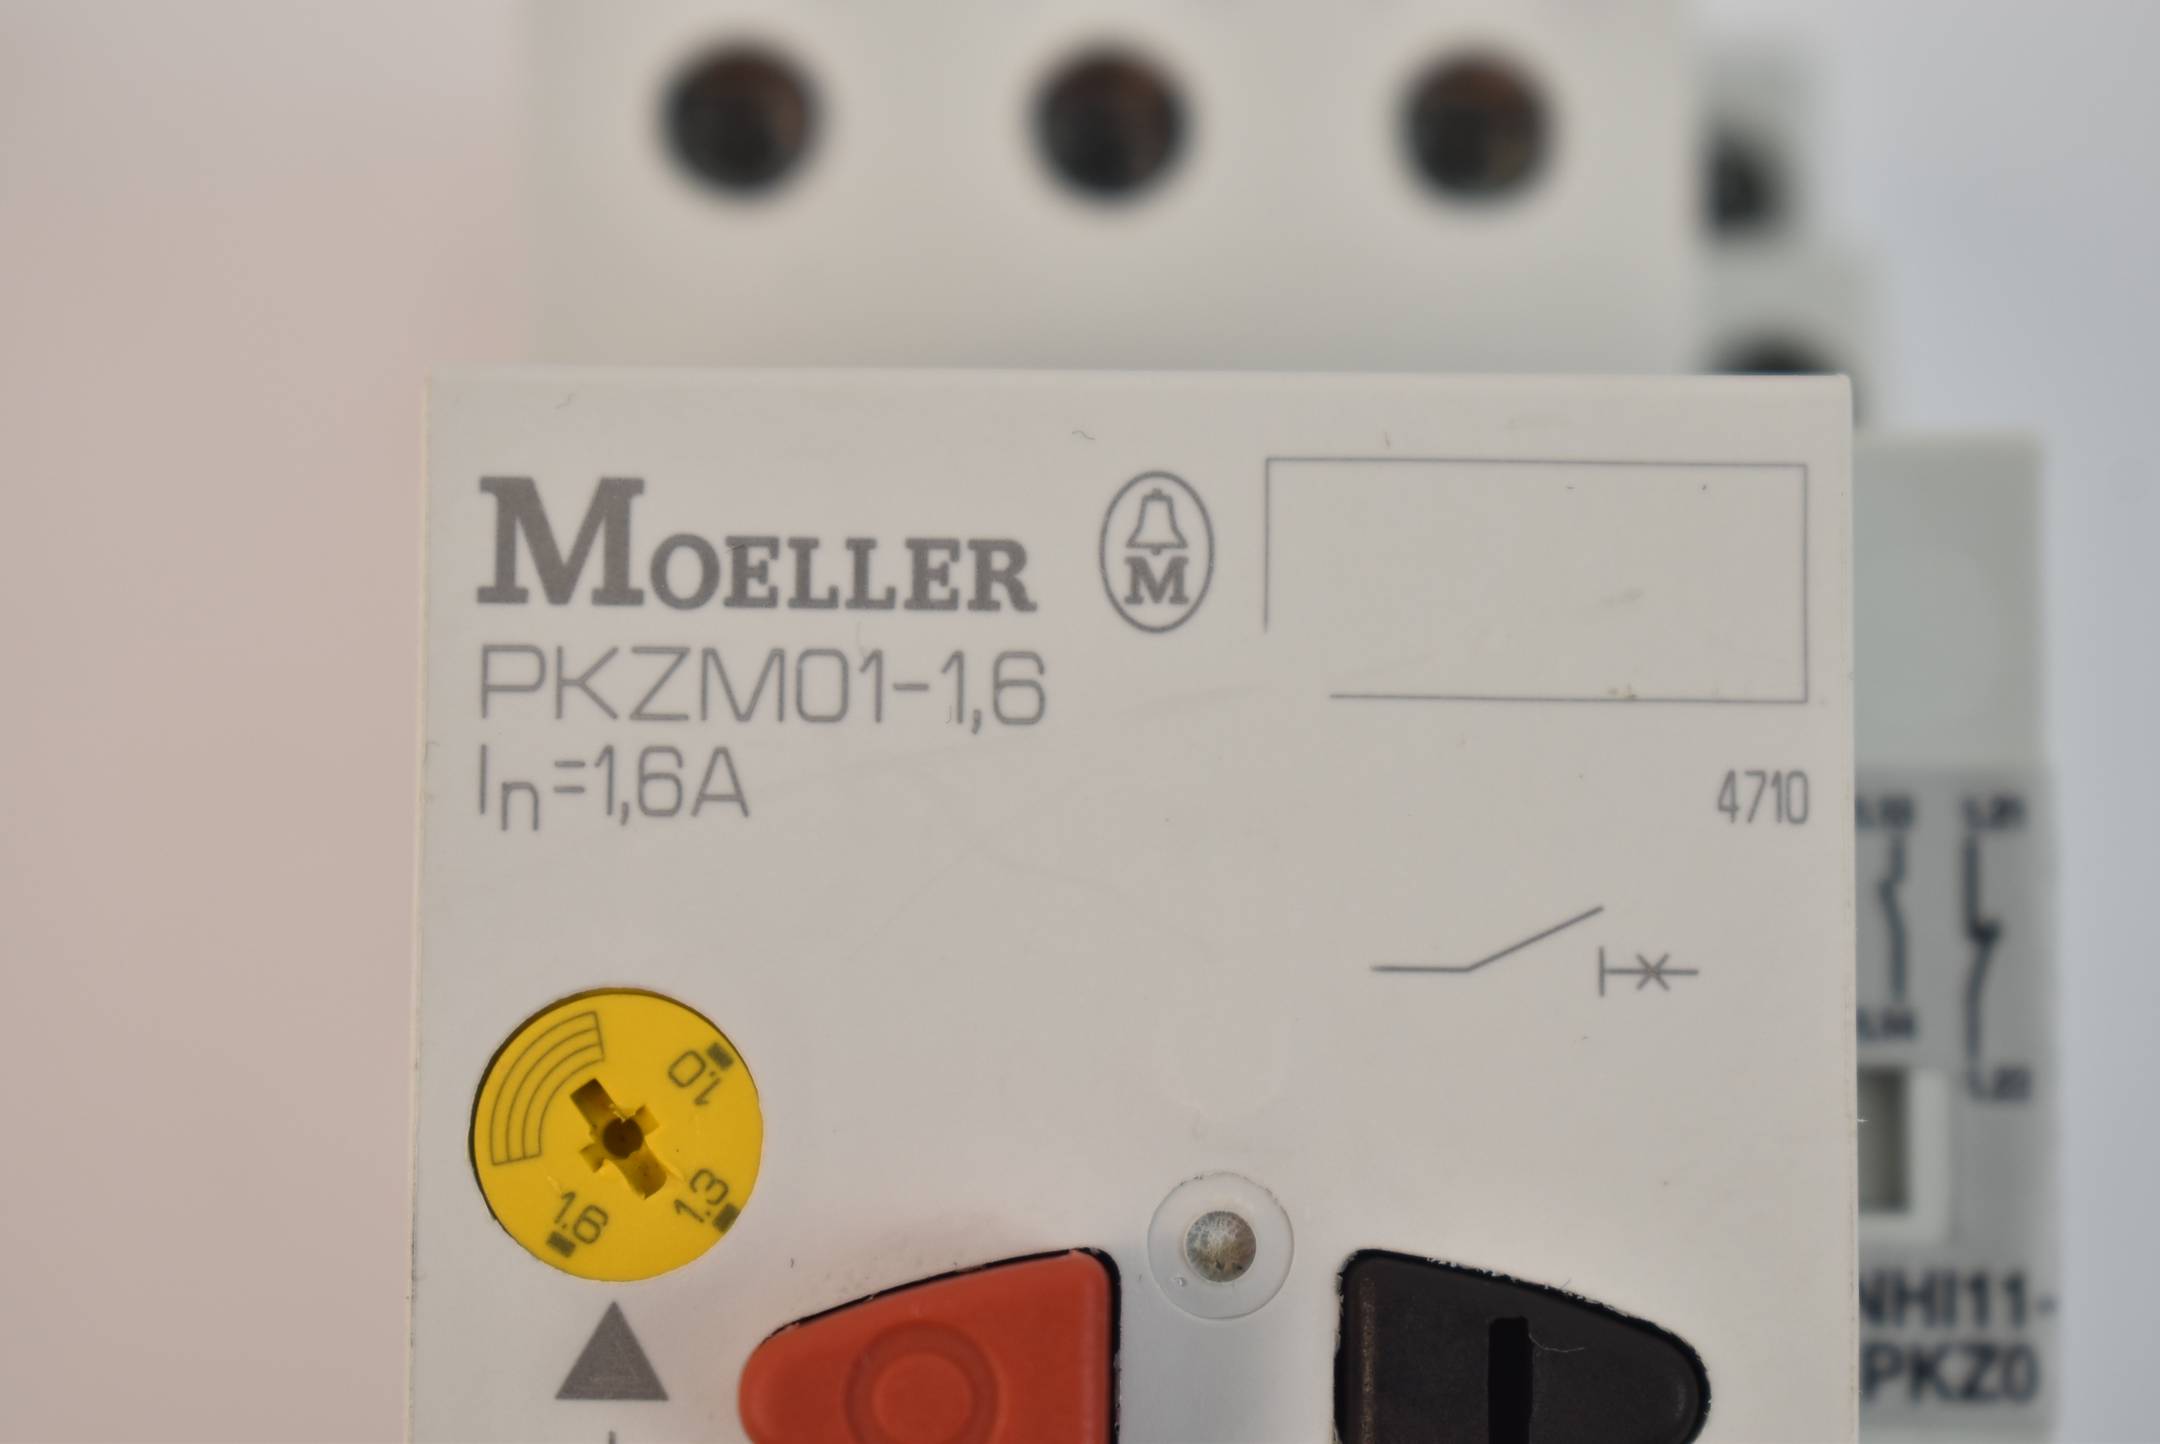 MOELLER
M
PKZM01-1,6
In=1,6A
4710
1.0
1.3
1.6
NHI11-
PKZ0